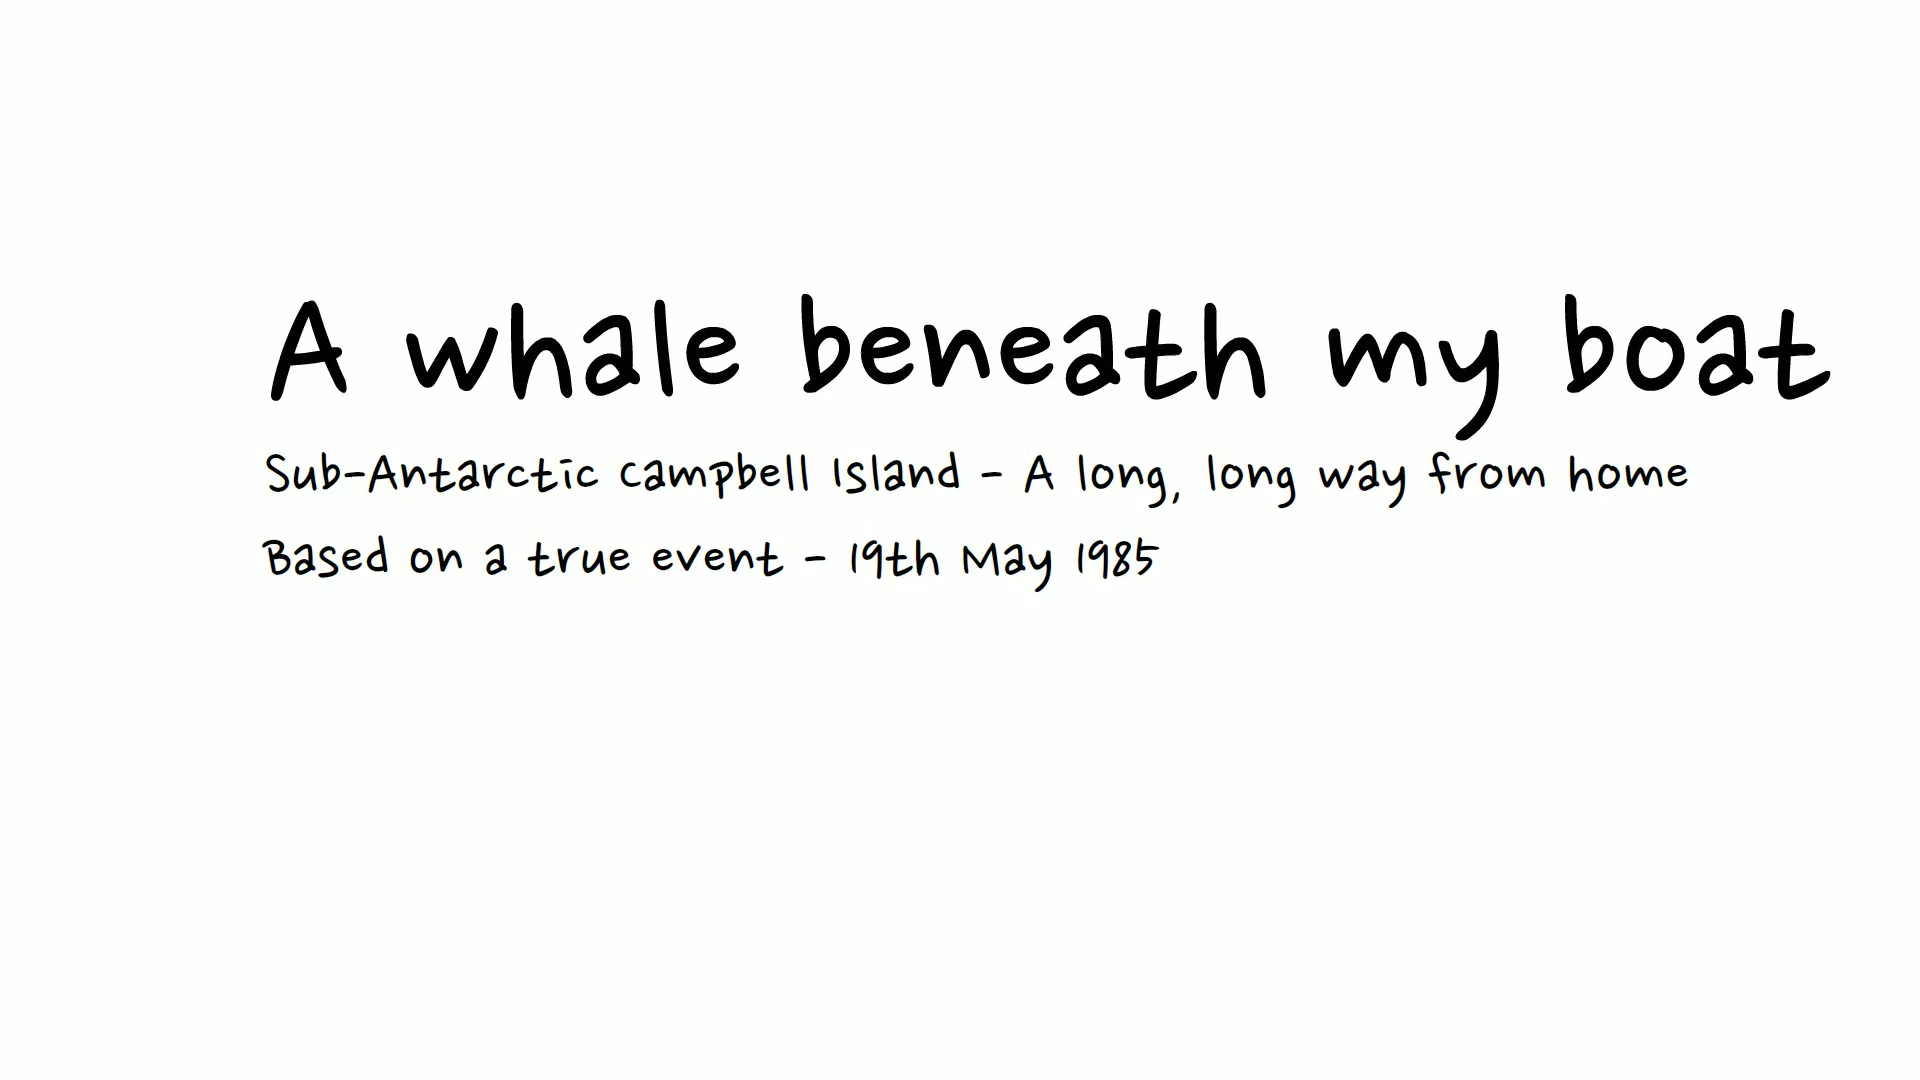 A whale beneath my boat
Sub-Antarctic Campbell Island - A long, long way from home
Based on a true event - 19th May 1985